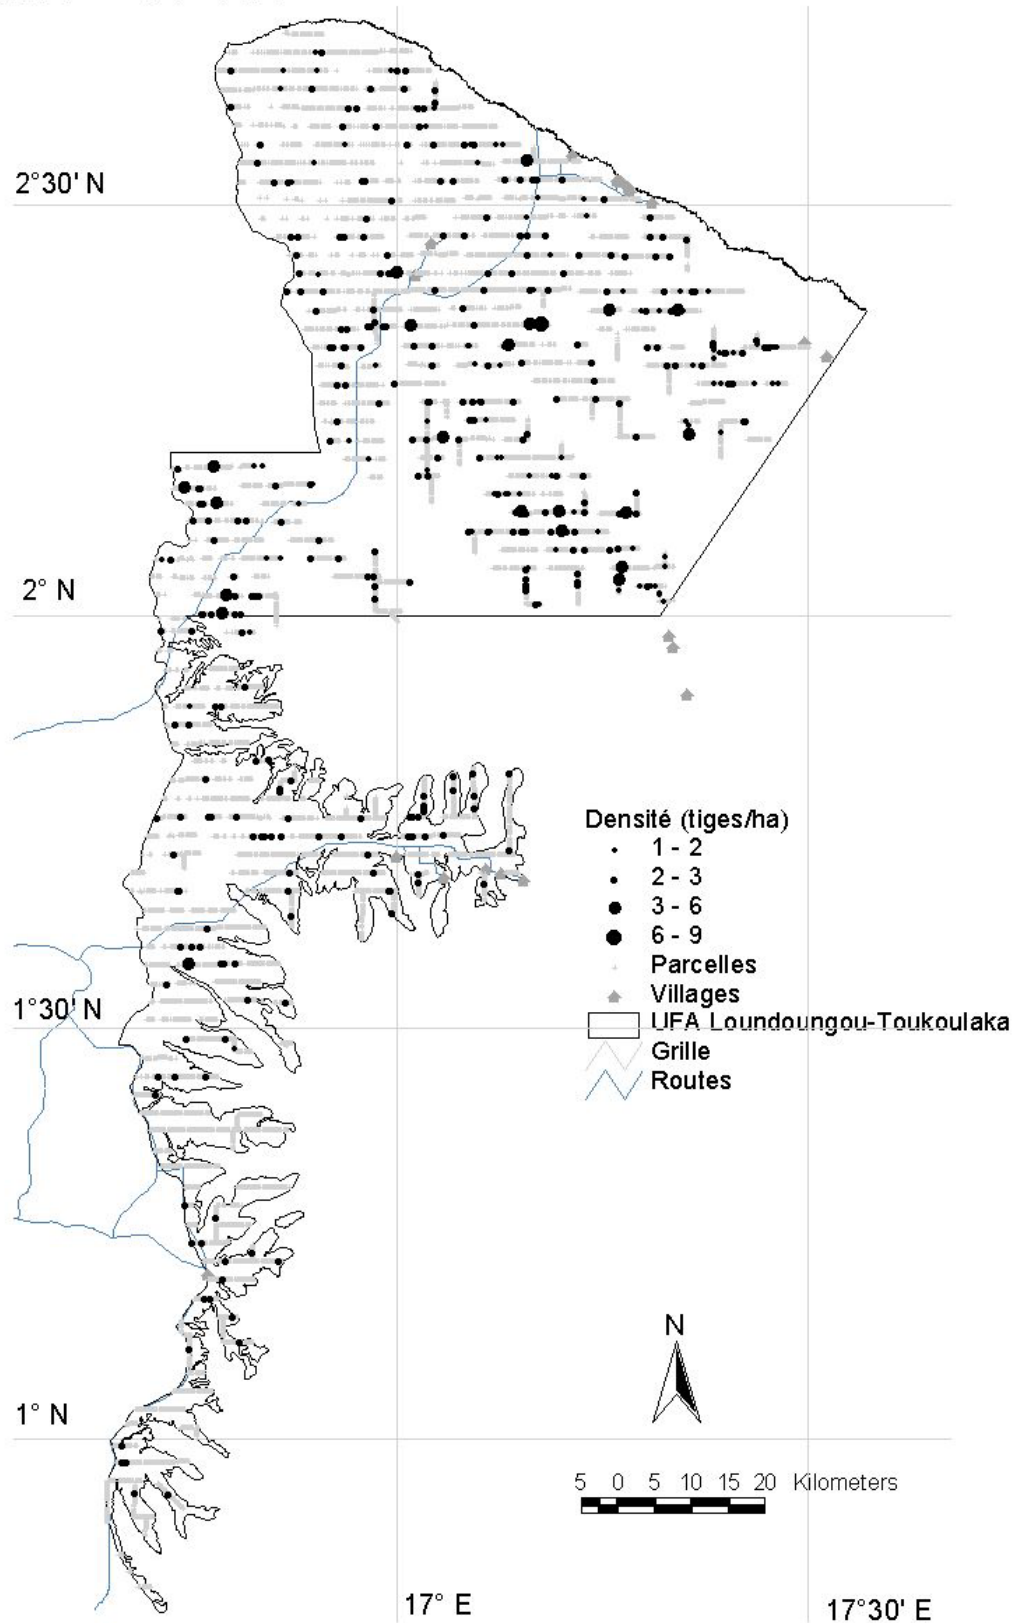 2°30' N
2° N
Densité (tiges/ha)
1 - 2
2 - 3
3 - 6
6 - 9
Parcelles
Villages
1°30' N
UFA Loundoungou-Toukoulaka
Grille
Routes
N
1° N
5 0 5 10 15 20 Kilometers
17° E
17°30' E